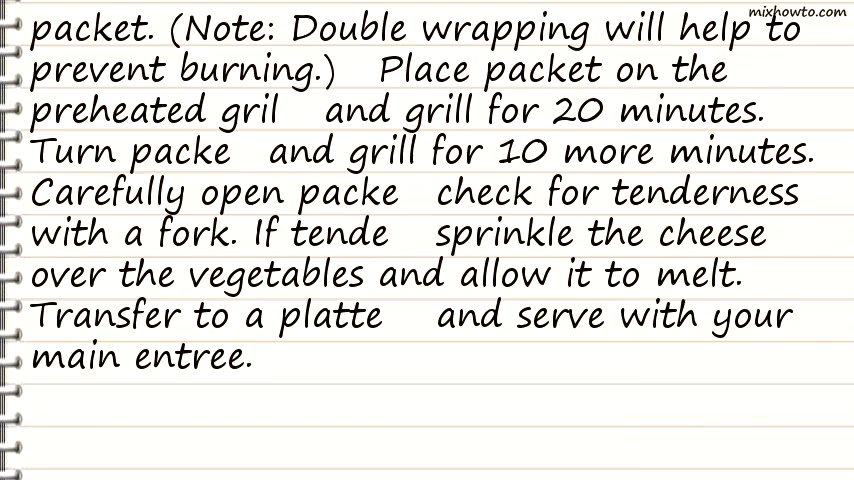 mixhowto.com
packet. (Note: Double wrapping will help to
prevent burning.) Place packet on the
preheated gril and grill for 20 minutes.
Turn packe and grill for 10 more minutes.
Carefully open packe check for tenderness
with a fork. If tende sprinkle the cheese
over the vegetables and allow it to melt.
Transfer to a platte and serve with your
main entree.